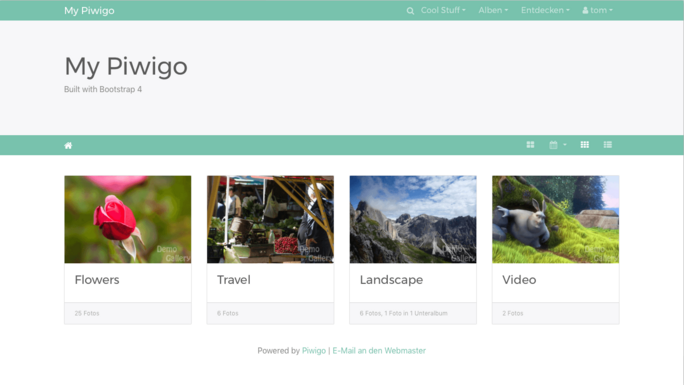 My Piwigo
Cool Stuff
Alben
Entdecken
tom
My Piwigo
Built with Bootstrap 4
Demo
Gallery
Demo
Gallery
Demo
Gallery
Demo
Gallery
Flowers
Travel
Landscape
Video
25 Fotos
6 Fotos
6 Fotos, 1 Foto in 1 Unteralbum
2 Fotos
Powered by Piwigo | E-Mail an den Webmaster